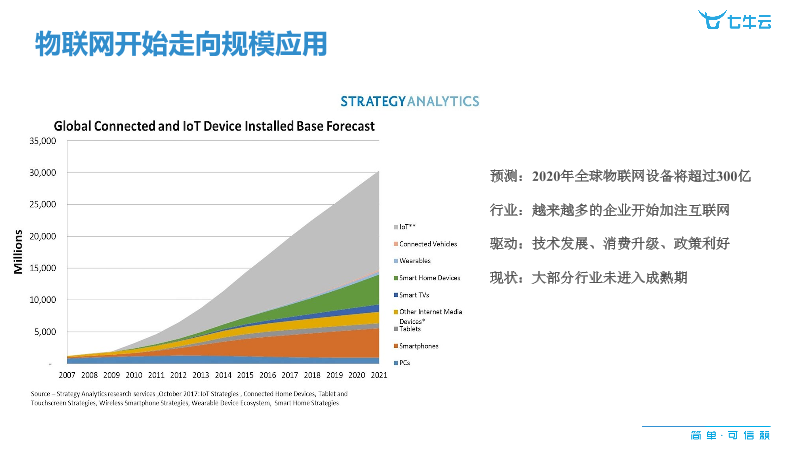 七牛云
物联网开始走向规模应用
STRATEGYANALYTICS
Global Connected and IoT Device Installed Base Forecast
35,000
30,000
25,000
20,000
15,000
10,000
5,000
-
Millions
2007 2008 2009 2010 2011 2012 2013 2014 2015 2016 2017 2018 2019 2020 2021
IoT**
Connected Vehicles
Wearables
Smart Home Devices
Smart TVs
Other Internet Media
Devices*
Tablets
Smartphones
PCs
预测：2020年全球物联网设备将超过300亿
行业：越来越多的企业开始加注互联网
驱动：技术发展、消费升级、政策利好
现状：大部分行业未进入成熟期
Source – Strategy Analytics research services ,October 2017: IoT Strategies , Connected Home Devices, Tablet and
Touchscreen Strategies, Wireless Smartphone Strategies, Wearable Device Ecosystem, Smart Home Strategies
简单·可信赖